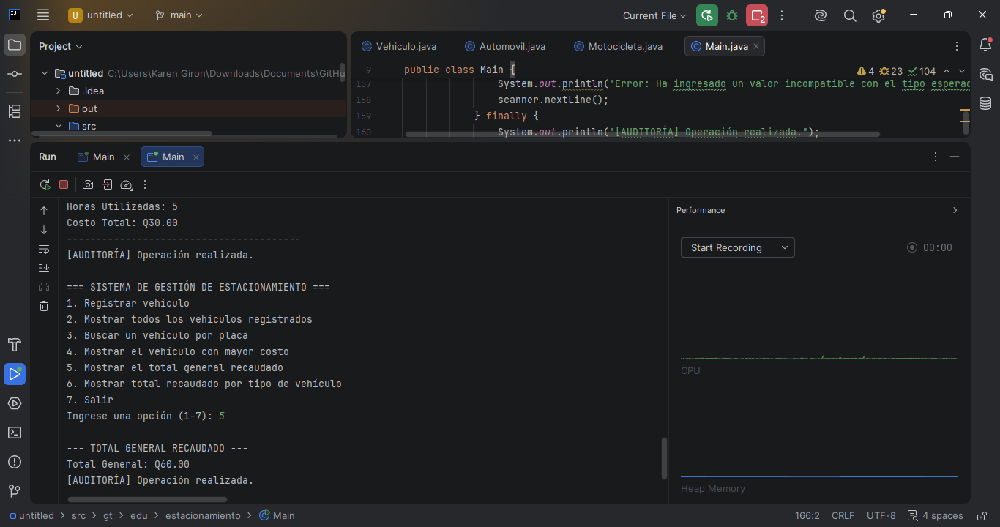 U untitled
main
Current File
2
Project
untitled C:\Users\Karen Giron\Downloads\Documents\GitHu
.idea
out
src
Vehiculo.java
Automovil.java
Motocicleta.java
Main.java
4 23 104
9 public class Main {
157 System.out.println("Error: Ha ingresado un valor incompatible con el tipo esperad
158 scanner.nextLine();
159 } finally {
160 System.out.println("[AUDITORÍA] Operación realizada.");
Run
Main
Main
Horas Utilizadas: 5
Costo Total: Q30.00
----------------------------------------
[AUDITORÍA] Operación realizada.
=== SISTEMA DE GESTIÓN DE ESTACIONAMIENTO ===
1. Registrar vehículo
2. Mostrar todos los vehículos registrados
3. Buscar un vehículo por placa
4. Mostrar el vehículo con mayor costo
5. Mostrar el total general recaudado
6. Mostrar total recaudado por tipo de vehículo
7. Salir
Ingrese una opción (1-7): 5
--- TOTAL GENERAL RECAUDADO ---
Total General: Q60.00
[AUDITORÍA] Operación realizada.
Performance
Start Recording
00:00
CPU
Heap Memory
untitled > src > gt > edu > estacionamiento > Main
166:2 CRLF UTF-8 4 spaces